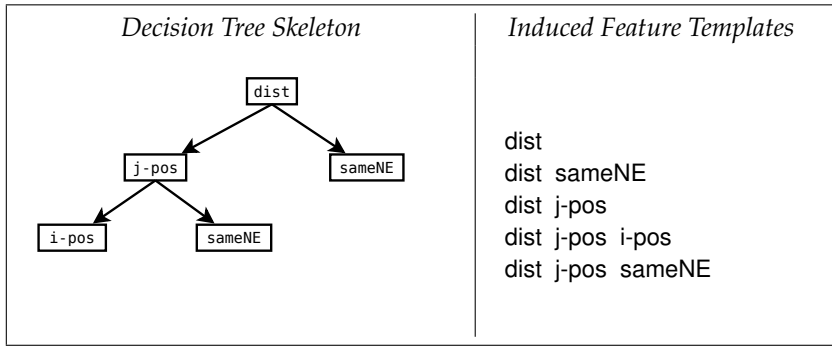 Decision Tree Skeleton
Induced Feature Templates
dist
j-pos
sameNE
i-pos
sameNE
dist
dist sameNE
dist j-pos
dist j-pos i-pos
dist j-pos sameNE